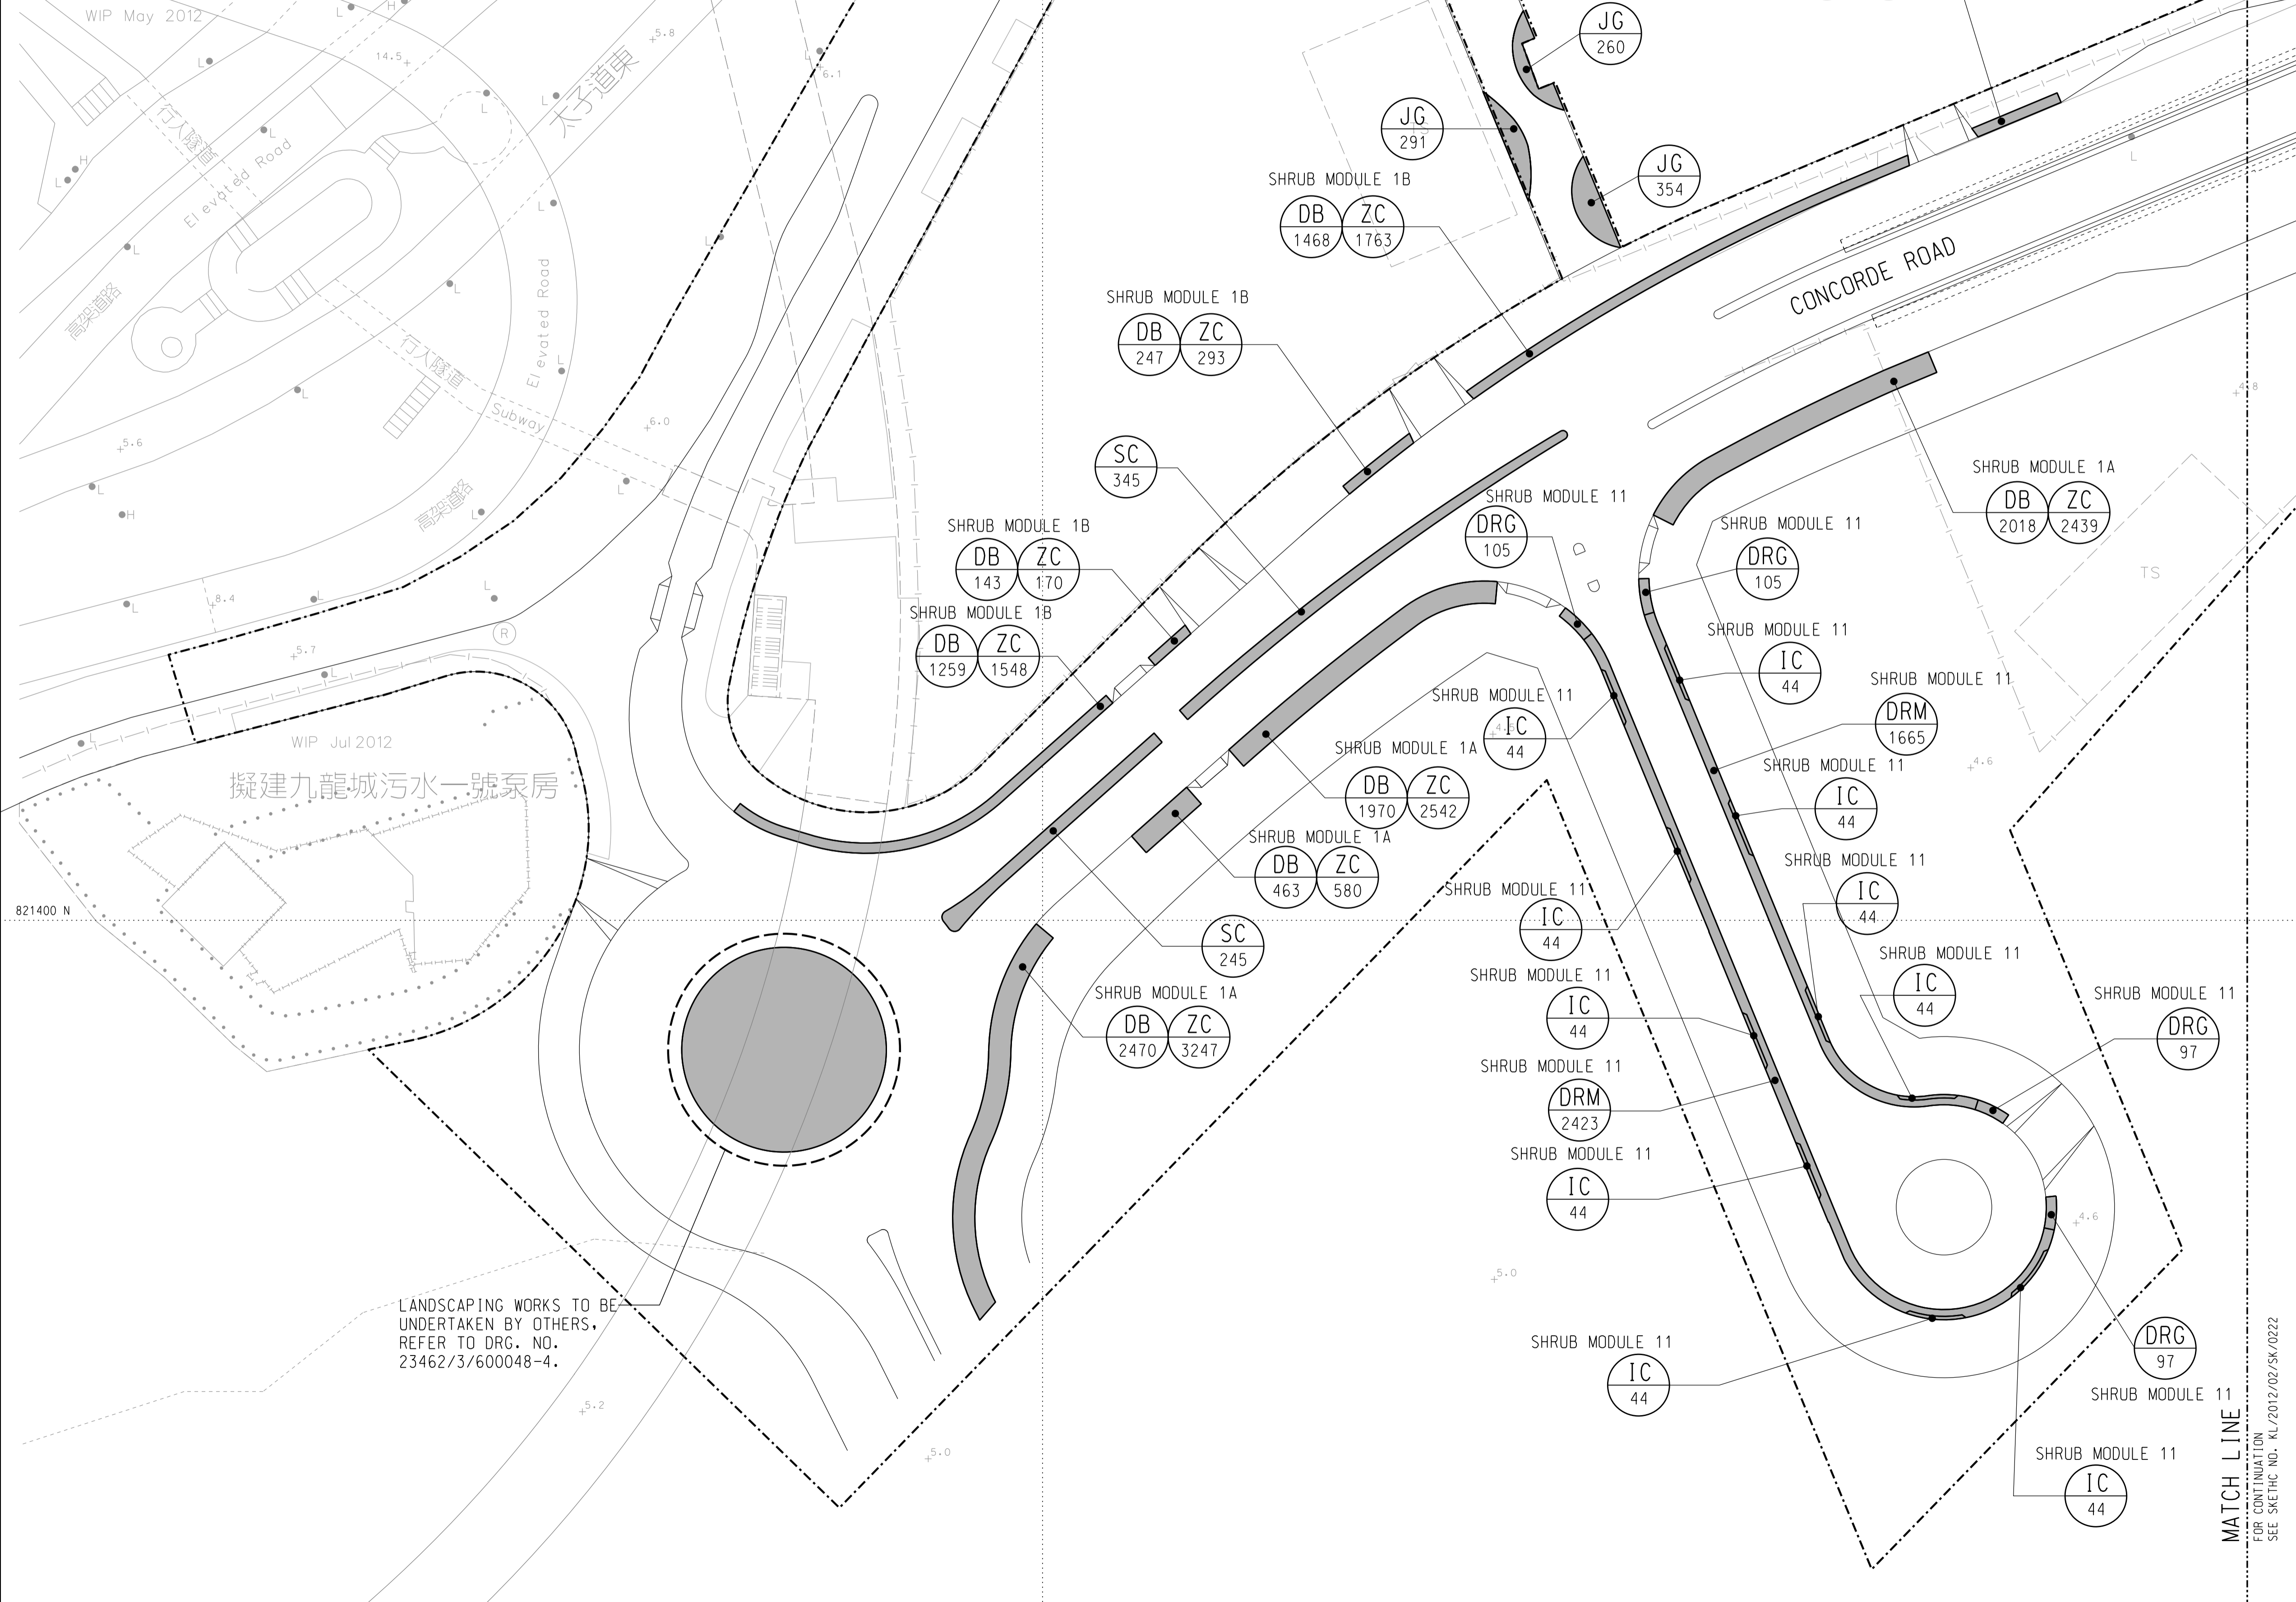 WIP May 2012
L
H
5.8
14.5
L
L
L
太子道東
L
6.1
行人隧道
L
H
L
Elevated Road
L
L
L
高架道路
L
Elevated Road
L
行人隧道
L
Subway
6.0
5.6
L
H
高架道路
L
L
8.4
L
L
L
R
5.7
L
L
WIP Jul 2012
擬建九龍城污水一號泵房
821400 N
JG
260
JG
291
TS
JG
354
SHRUB MODULE 1B
DB
1468
ZC
1763
SHRUB MODULE 1B
DB
247
ZC
293
L
CONCORDE ROAD
4.8
SC
345
SHRUB MODULE 11
DRG
105
SHRUB MODULE 1A
DB
2018
ZC
2439
SHRUB MODULE 1B
DB
143
ZC
170
SHRUB MODULE 11
DRG
105
TS
SHRUB MODULE 1B
DB
1259
ZC
1548
SHRUB MODULE 11
IC
44
SHRUB MODULE 11
DRM
1665
SHRUB MODULE 11
IC
44
SHRUB MODULE 1A
DB
1970
ZC
2542
SHRUB MODULE 11
IC
44
4.6
SHRUB MODULE 1A
DB
463
ZC
580
SHRUB MODULE 11
IC
44
SHRUB MODULE 11
IC
44
SC
245
SHRUB MODULE 11
IC
44
SHRUB MODULE 11
IC
44
SHRUB MODULE 11
DRG
97
SHRUB MODULE 1A
DB
2470
ZC
3247
SHRUB MODULE 11
DRM
2423
SHRUB MODULE 11
IC
44
4.6
5.0
LANDSCAPING WORKS TO BE
UNDERTAKEN BY OTHERS,
REFER TO DRG. NO.
23462/3/600048-4.
SHRUB MODULE 11
IC
44
DRG
97
SHRUB MODULE 11
5.2
5.0
SHRUB MODULE 11
IC
44
MATCH LINE
FOR CONTINUATION
SEE SKETHC NO. KL/2012/02/SK/0222